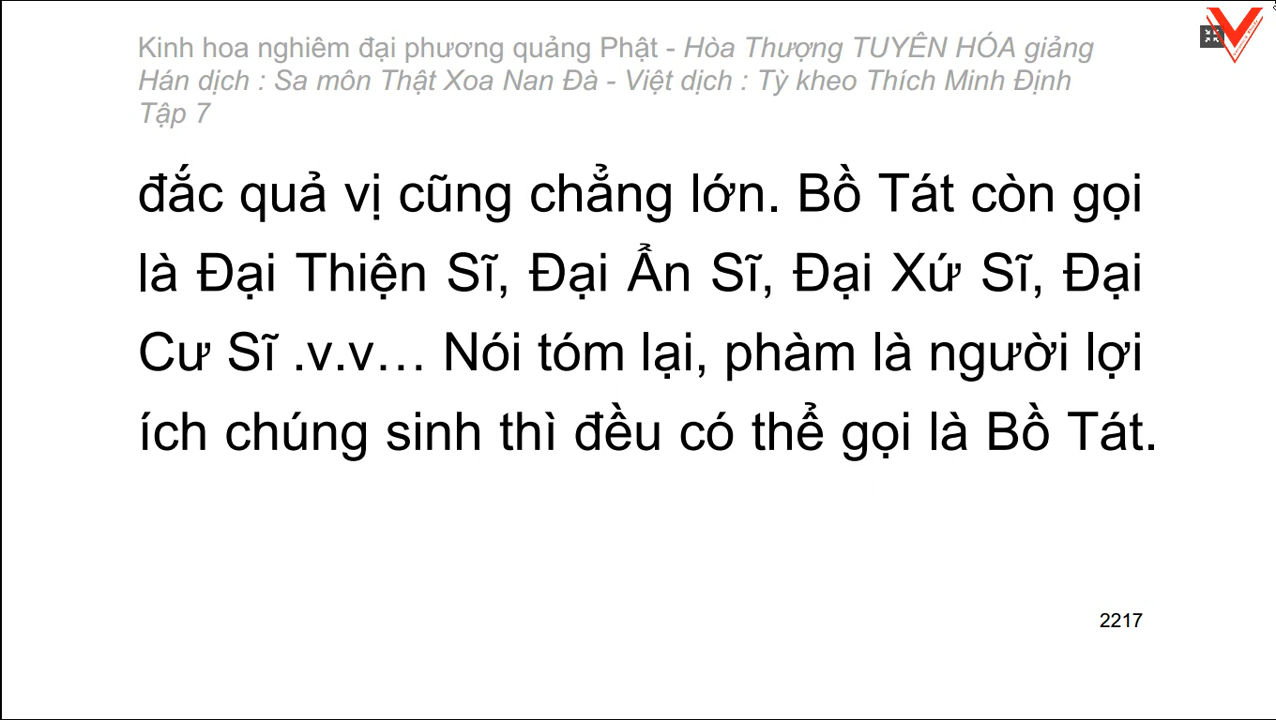 Kinh hoa nghiêm đại phương quảng Phật - Hòa Thượng TUYÊN HÓA giảng
Hán dịch : Sa môn Thật Xoa Nan Đà - Việt dịch : Tỳ kheo Thích Minh Định
Tập 7
đắc quả vị cũng chẳng lớn. Bồ Tát còn gọi
là Đại Thiện Sĩ, Đại Ẩn Sĩ, Đại Xứ Sĩ, Đại
Cư Sĩ .v.v… Nói tóm lại, phàm là người lợi
ích chúng sinh thì đều có thể gọi là Bồ Tát.
2217